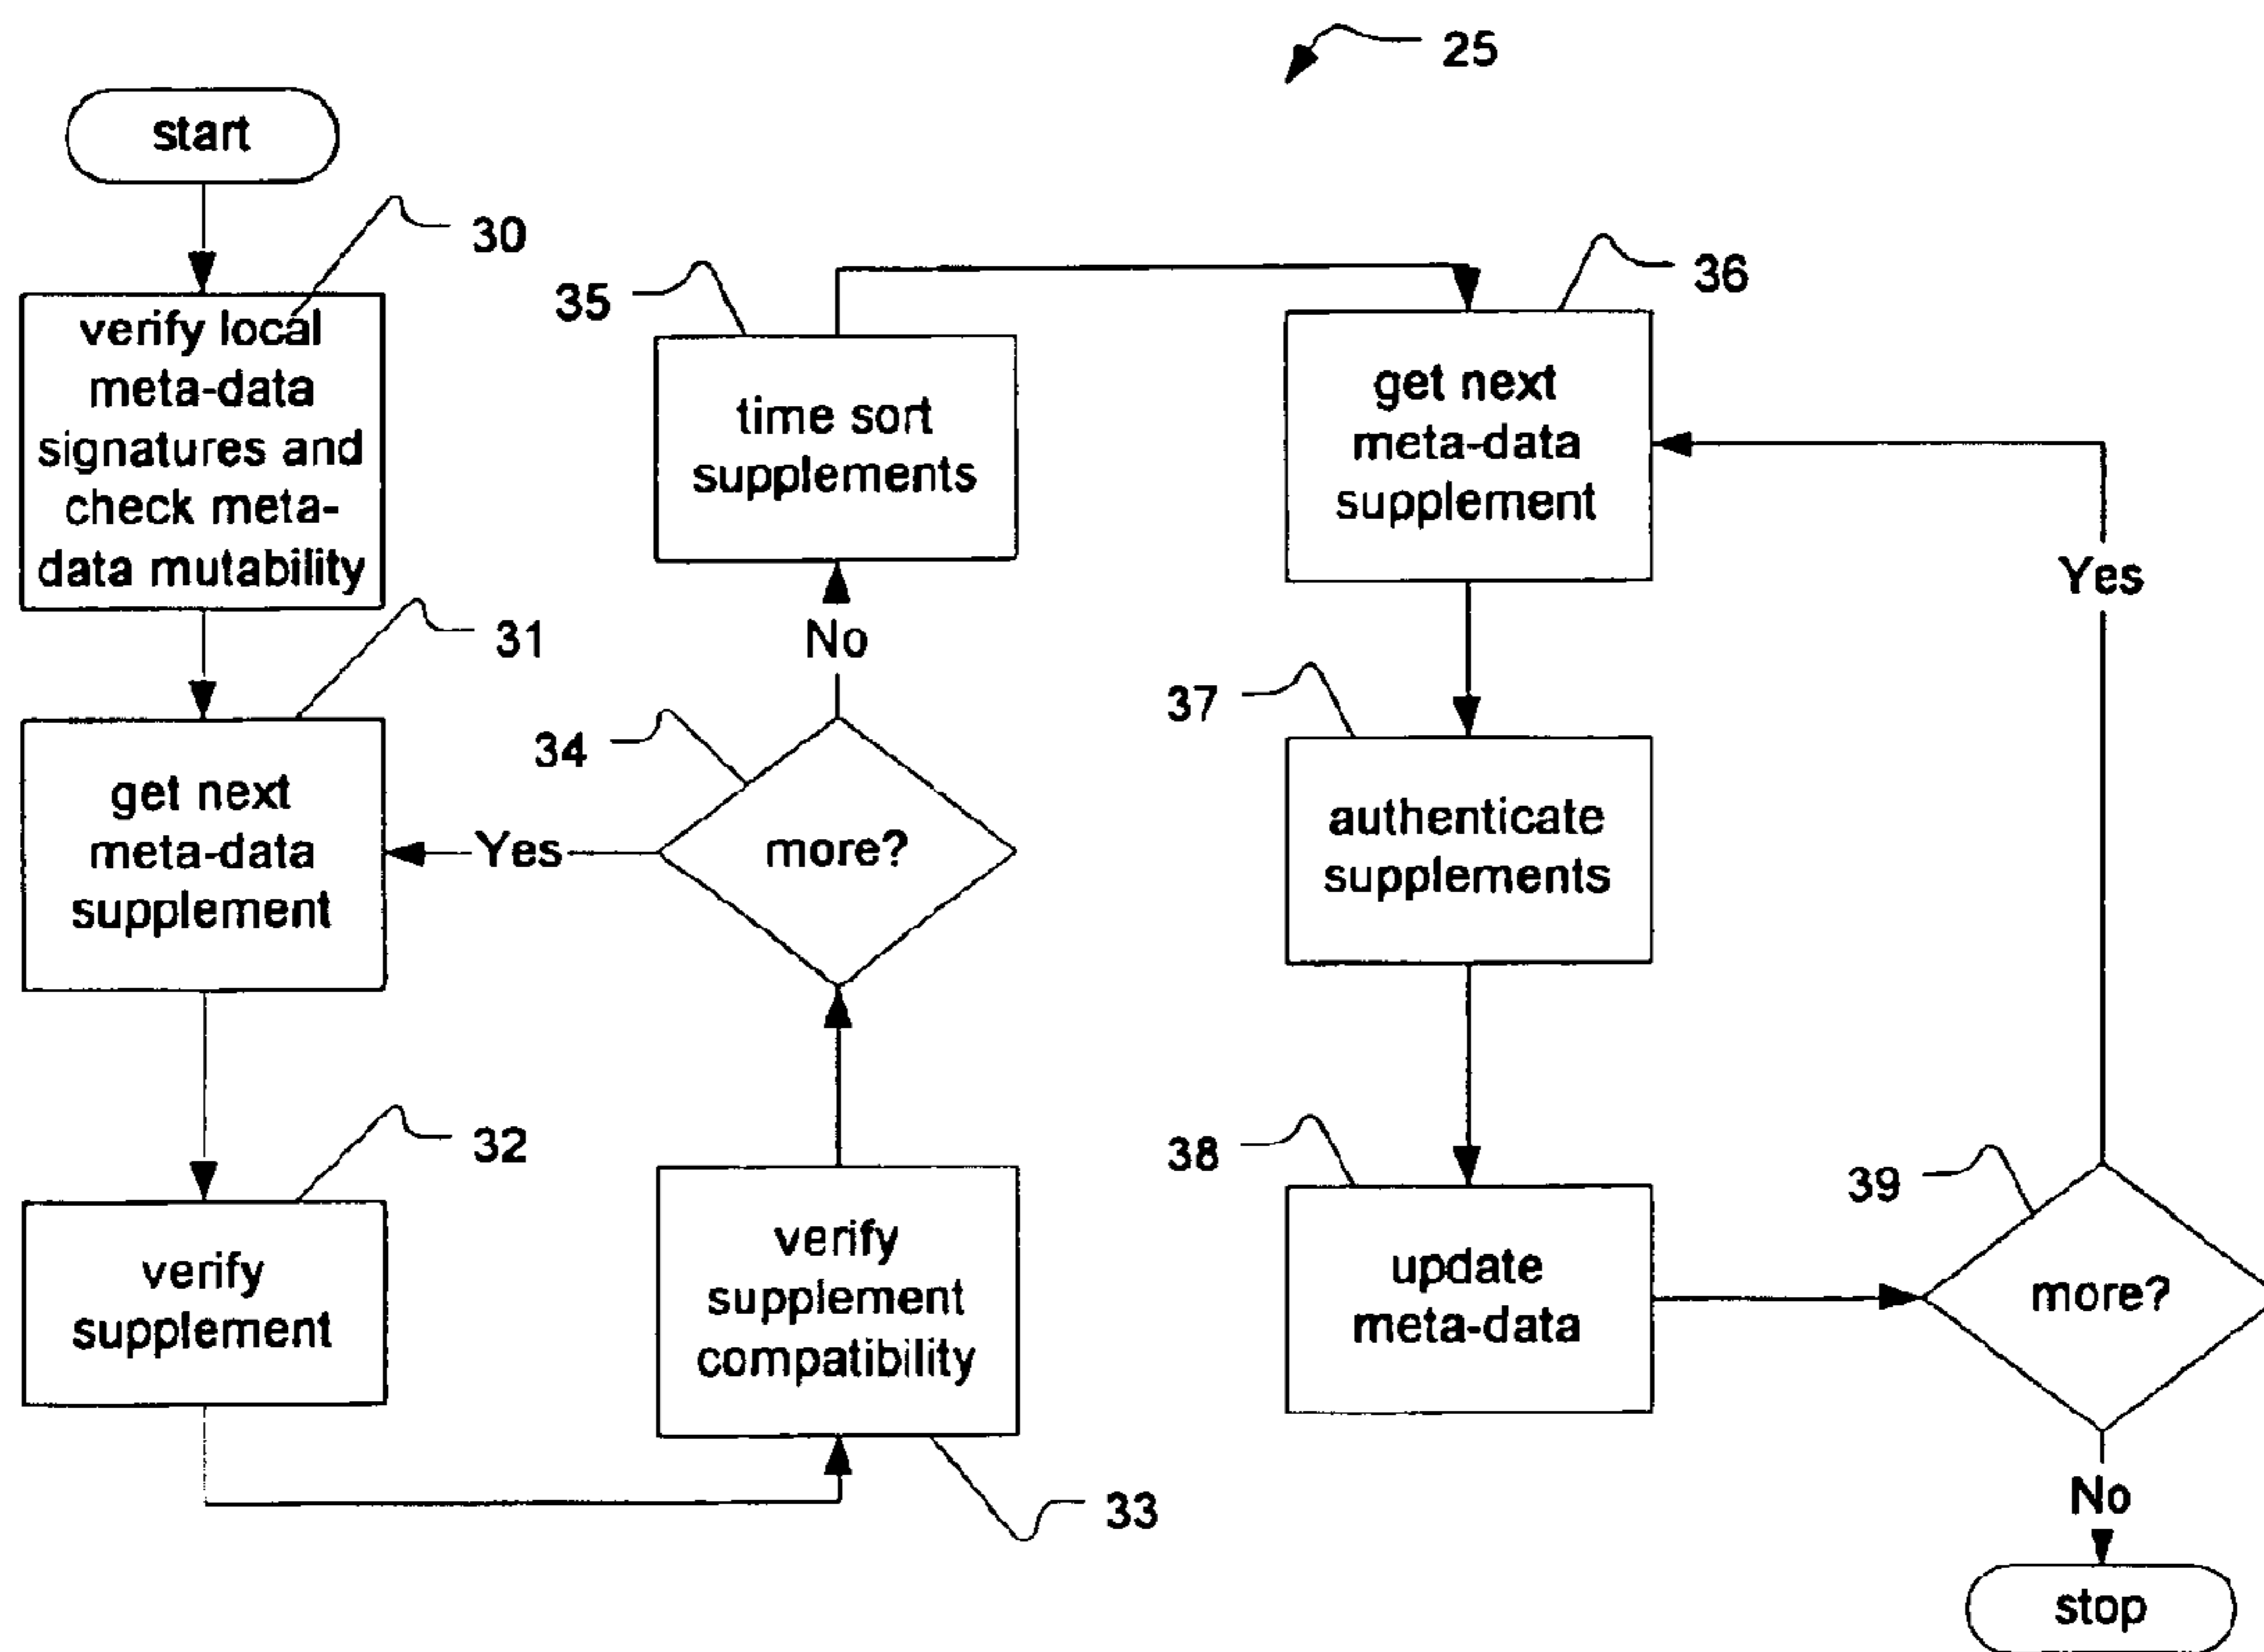 25
start
30
verify local
meta-data
signatures and
check meta-
data mutability
31
get next
meta-data
supplement
32
verify
supplement
33
verify
supplement
compatibility
34
more?
Yes
No
35
time sort
supplements
36
get next
meta-data
supplement
37
authenticate
supplements
38
update
meta-data
39
more?
Yes
No
stop